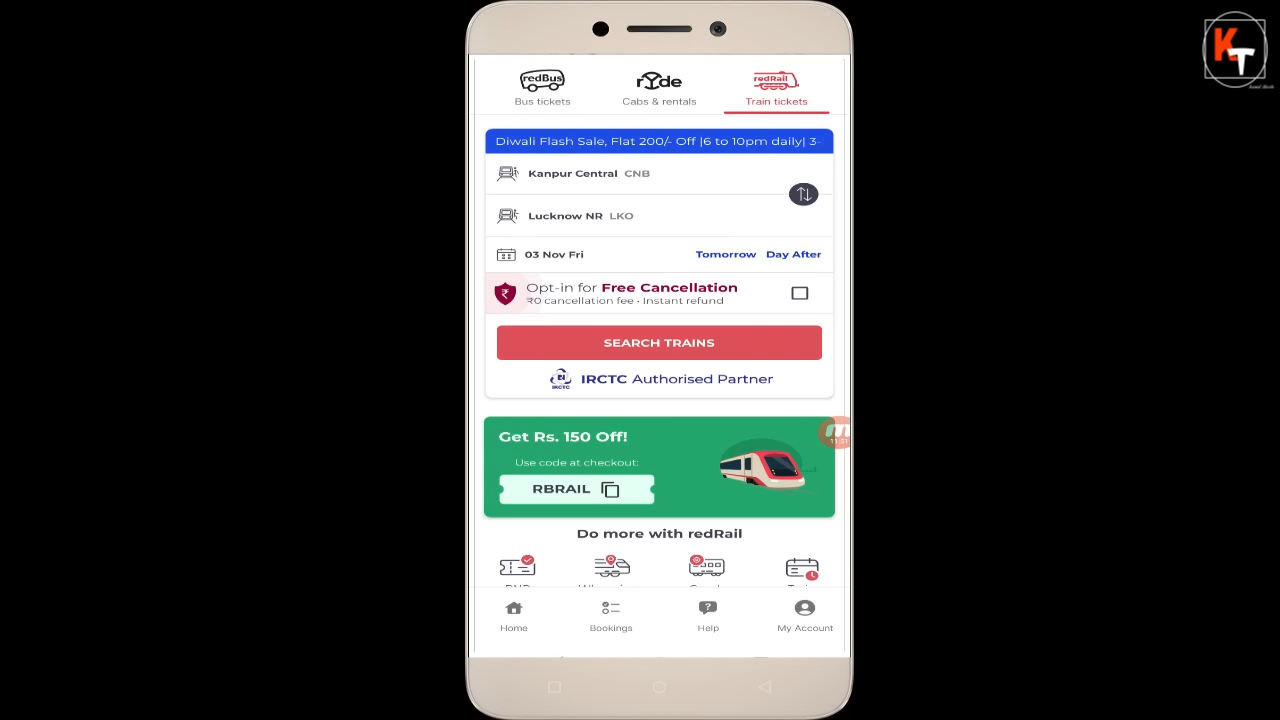 KT
redBus
ryde
redRail
Bus tickets
Cabs & rentals
Train tickets
Diwali Flash Sale, Flat 200/- Off |6 to 10pm daily| 3-
Kanpur Central CNB
Lucknow NR LKO
03 Nov Fri
Tomorrow
Day After
Opt-in for Free Cancellation
₹0 cancellation fee • Instant refund
SEARCH TRAINS
IRCTC
IRCTC Authorised Partner
Get Rs. 150 Off!
Use code at checkout:
RBRAIL
Do more with redRail
Home
Bookings
Help
My Account